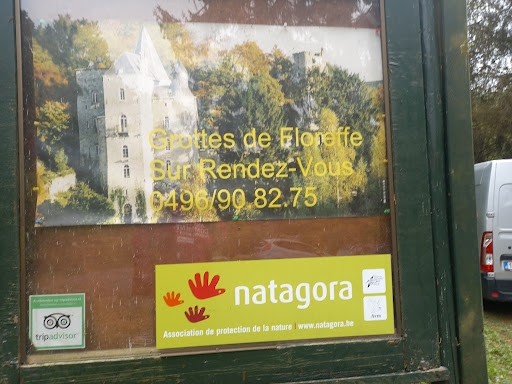 Grottes de Floreffe
Sur Rendez-Vous
0496/90.82.75
natagora
Association de protection de la nature | www.natagora.be
tripadvisor